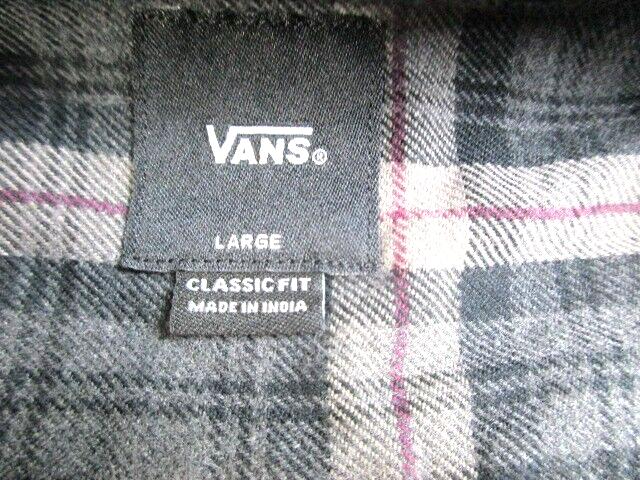 VANS®
LARGE
CLASSIC FIT
MADE IN INDIA